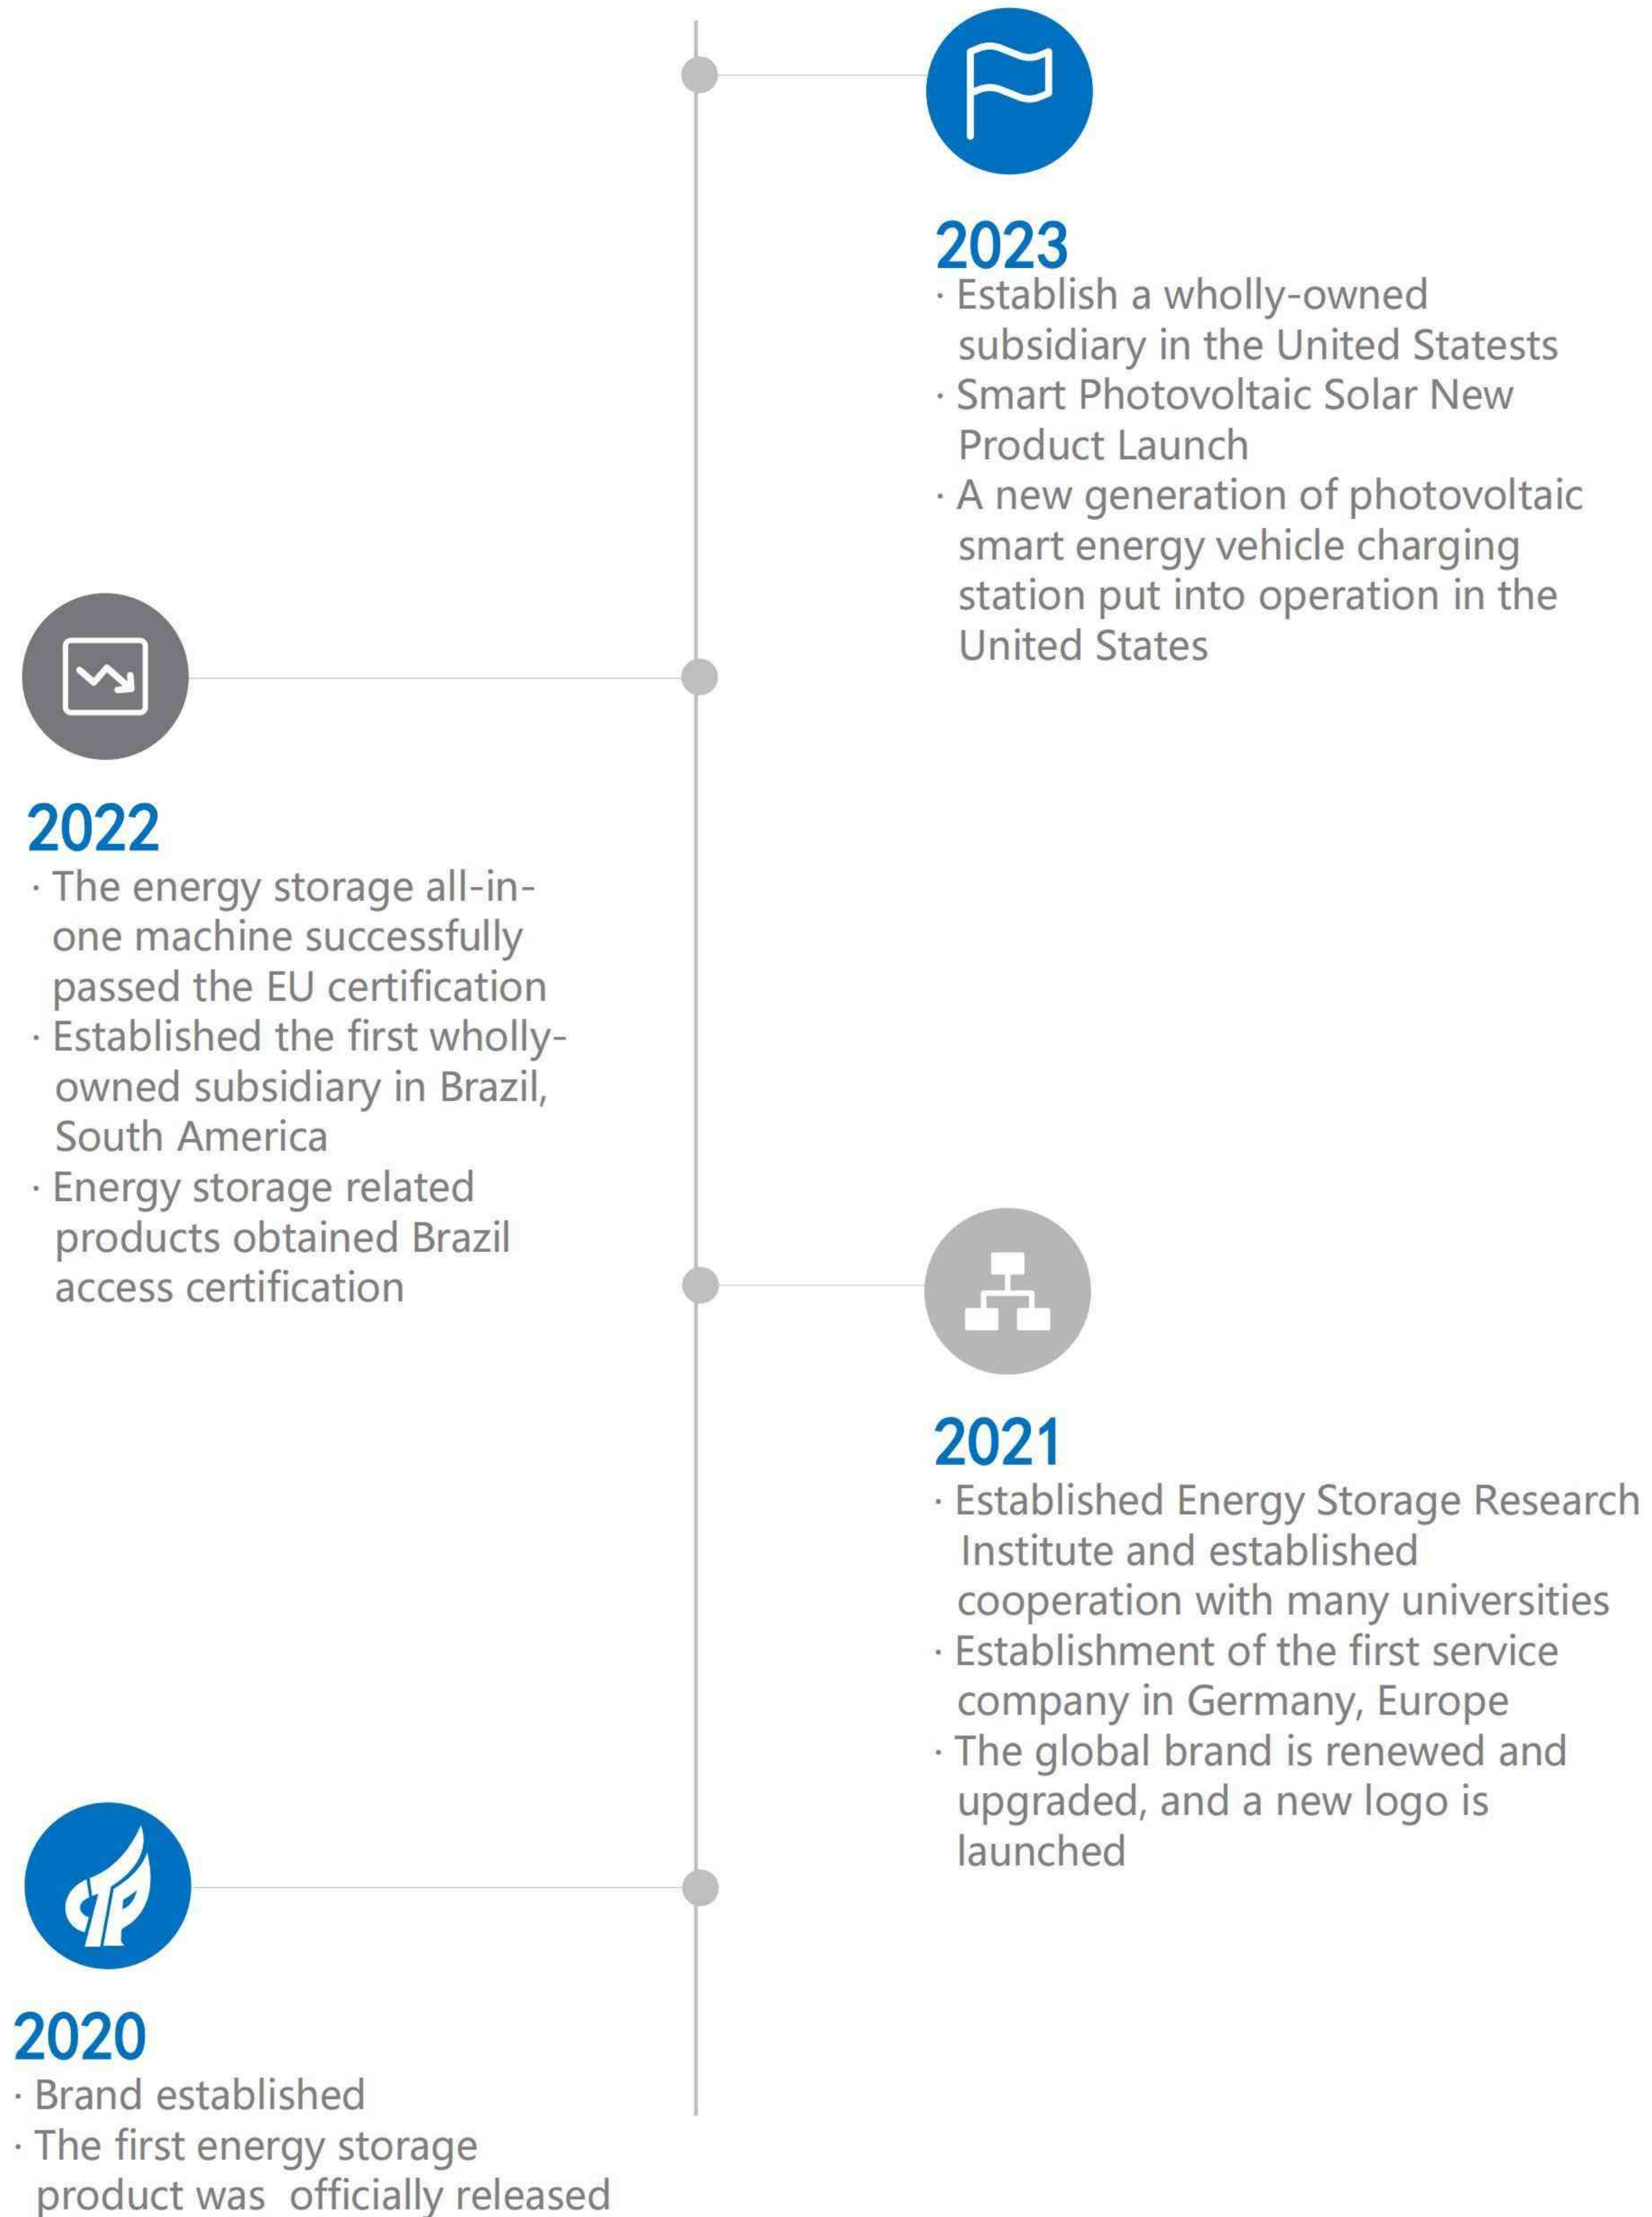 2023
· Establish a wholly-owned
subsidiary in the United Statests
· Smart Photovoltaic Solar New
Product Launch
· A new generation of photovoltaic
smart energy vehicle charging
station put into operation in the
United States
2022
· The energy storage all-in-
one machine successfully
passed the EU certification
· Established the first wholly-
owned subsidiary in Brazil,
South America
· Energy storage related
products obtained Brazil
access certification
2021
· Established Energy Storage Research
Institute and established
cooperation with many universities
· Establishment of the first service
company in Germany, Europe
· The global brand is renewed and
upgraded, and a new logo is
launched
2020
· Brand established
· The first energy storage
product was officially released